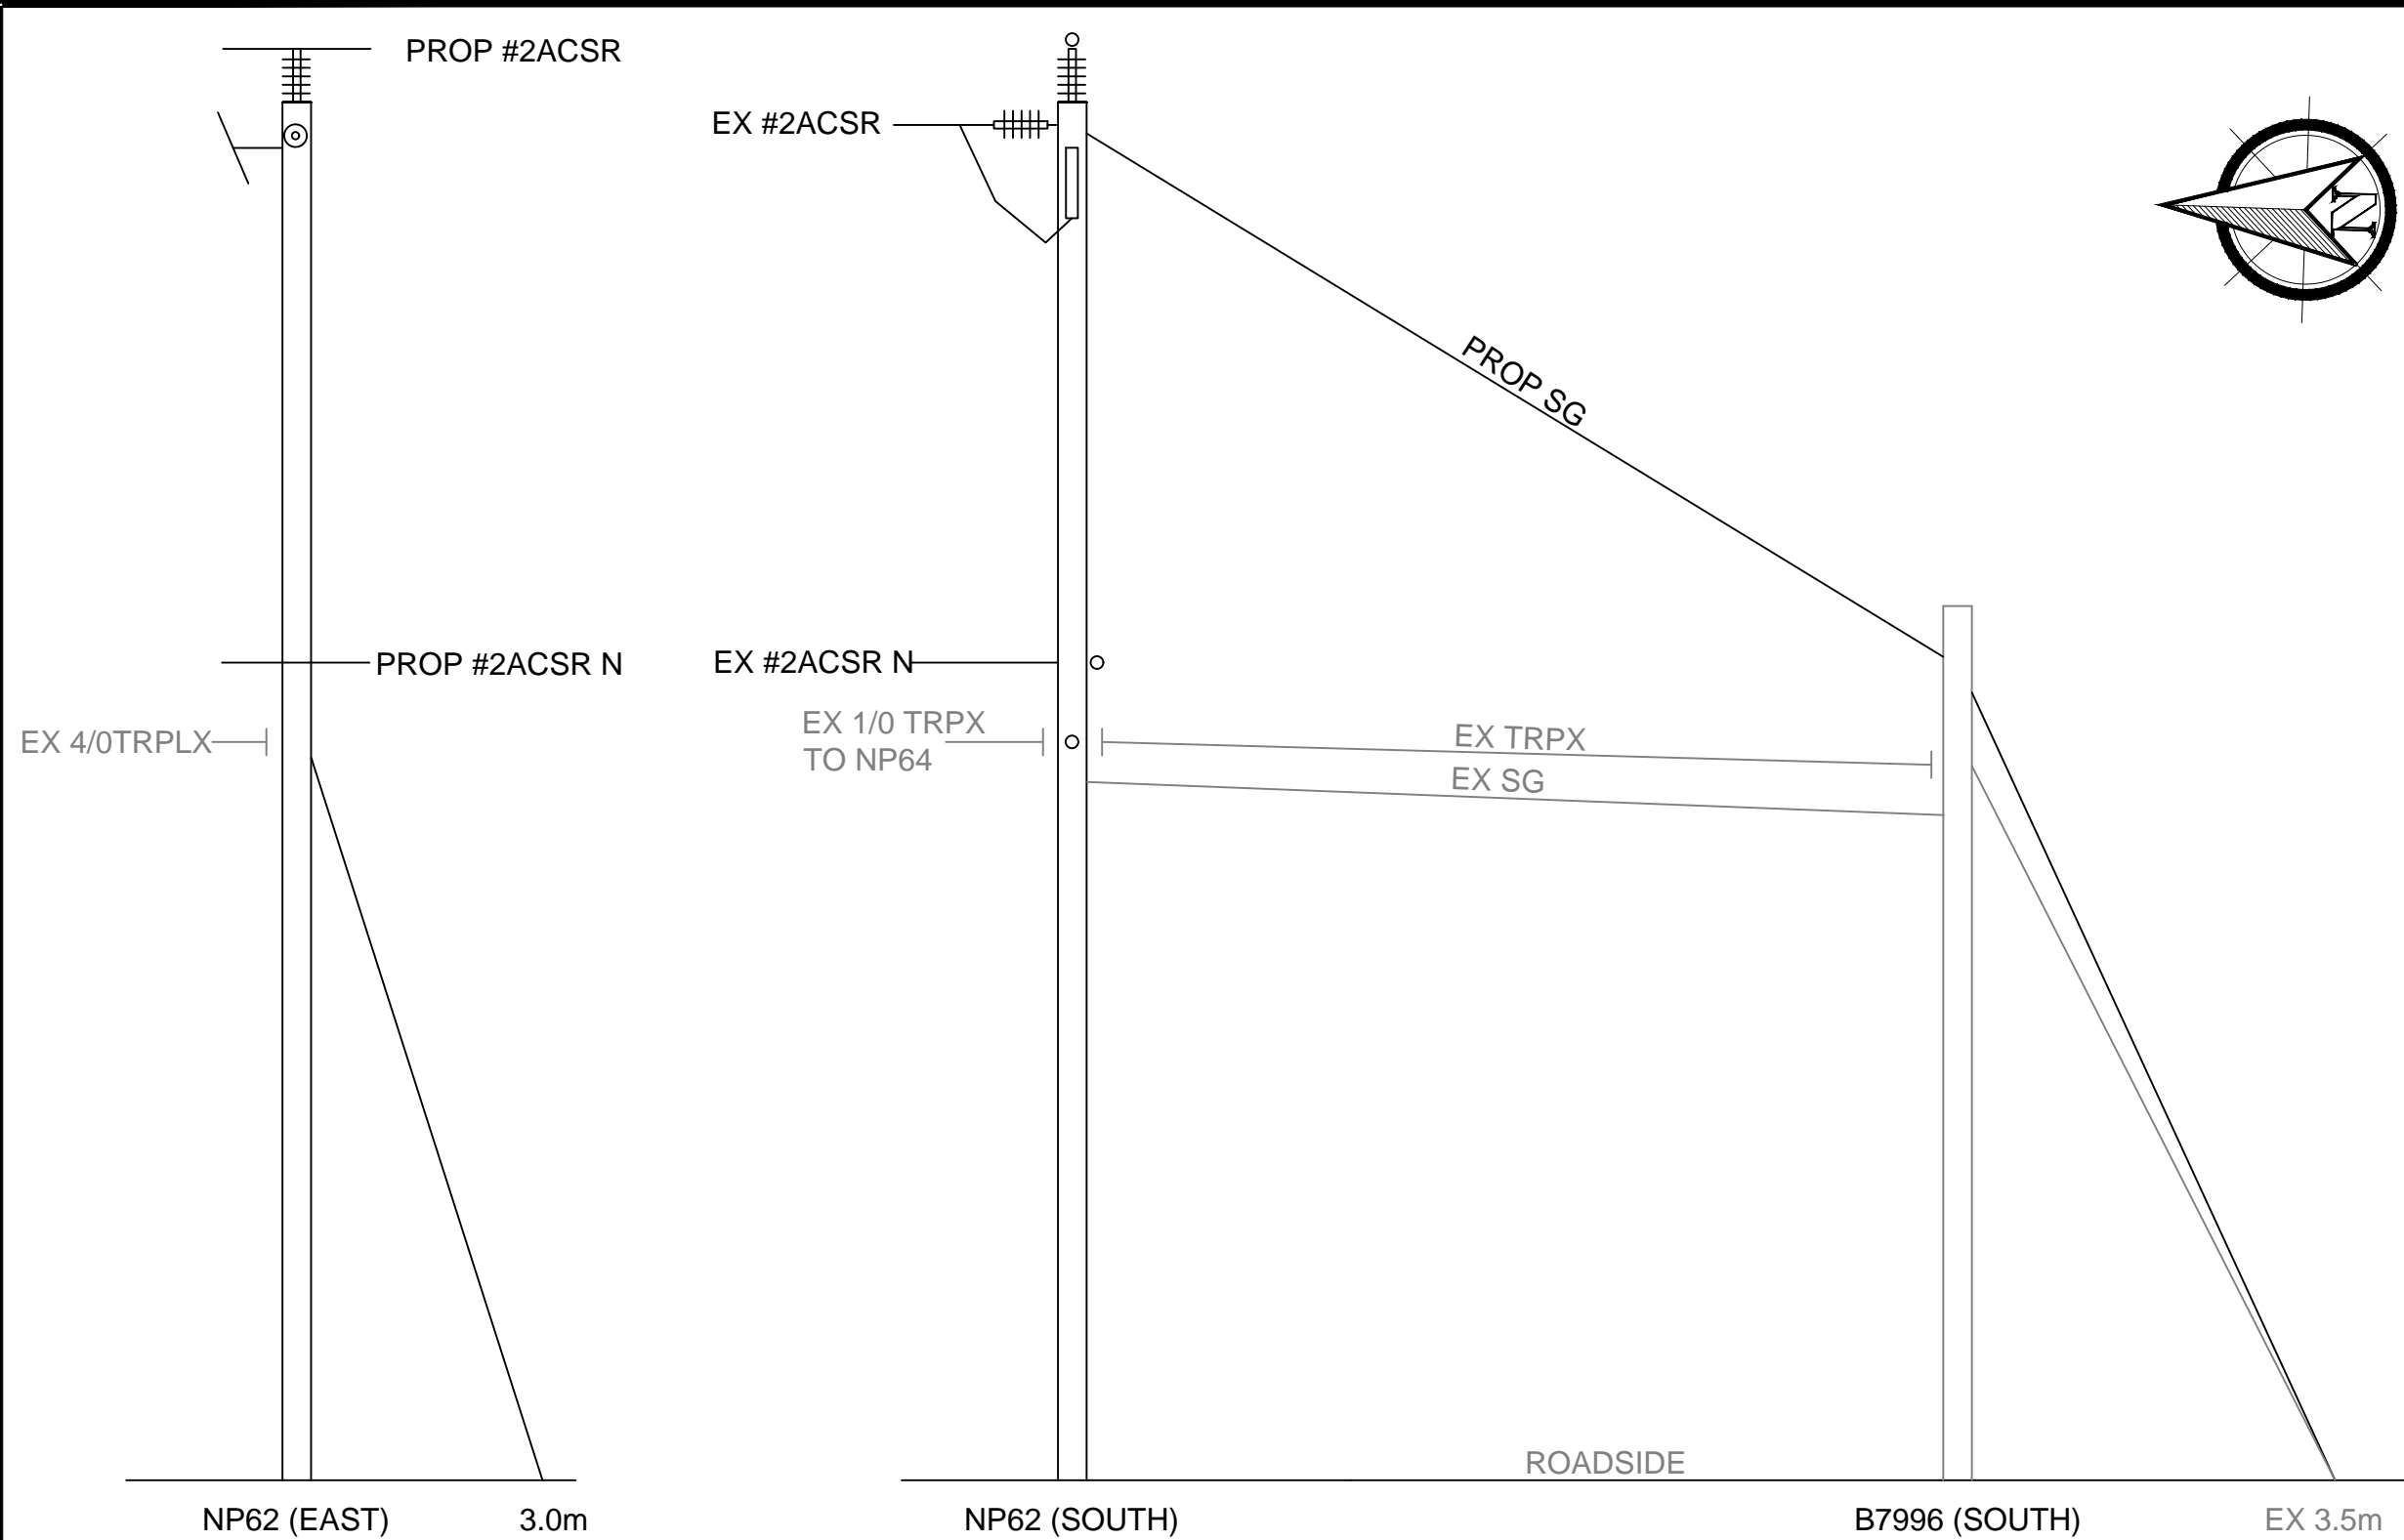 PROP #2ACSR
EX #2ACSR
N
PROP SG
PROP #2ACSR N
EX #2ACSR N
EX 4/0TRPLX
EX 1/0 TRPX
TO NP64
EX TRPX
EX SG
ROADSIDE
NP62 (EAST)
3.0m
NP62 (SOUTH)
B7996 (SOUTH)
EX 3.5m